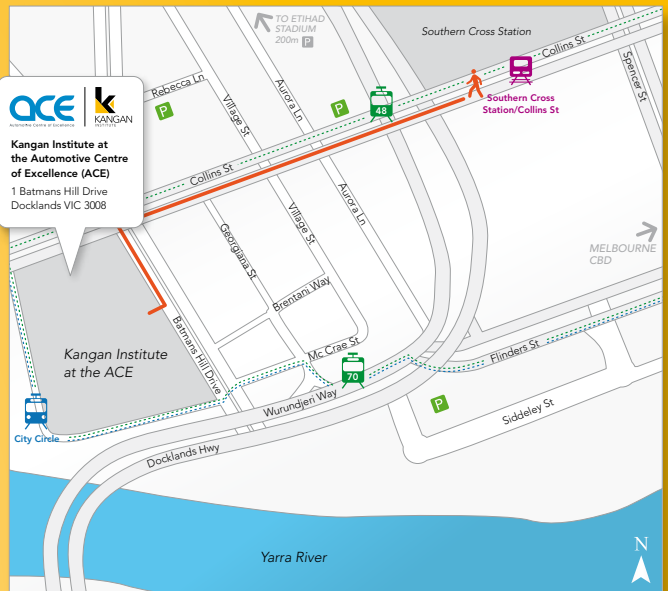 TO ETIHAD
STADIUM
200m P
Southern Cross Station
Collins St
Spencer St
Southern Cross
Station/Collins St
48
P
Rebecca Ln
P
Village St
Aurora Ln
ace
Automotive Centre of Excellence
k
KANGAN
INSTITUTE
Kangan Institute at
the Automotive Centre
of Excellence (ACE)
1 Batmans Hill Drive
Docklands VIC 3008
Collins St
Aurora Ln
Village St
Georgiana St
MELBOURNE
CBD
Brentani Way
Batmans Hill Drive
Mc Crae St
Flinders St
Kangan Institute
at the ACE
70
Wurundjeri Way
P
Siddeley St
City Circle
Docklands Hwy
Yarra River
N